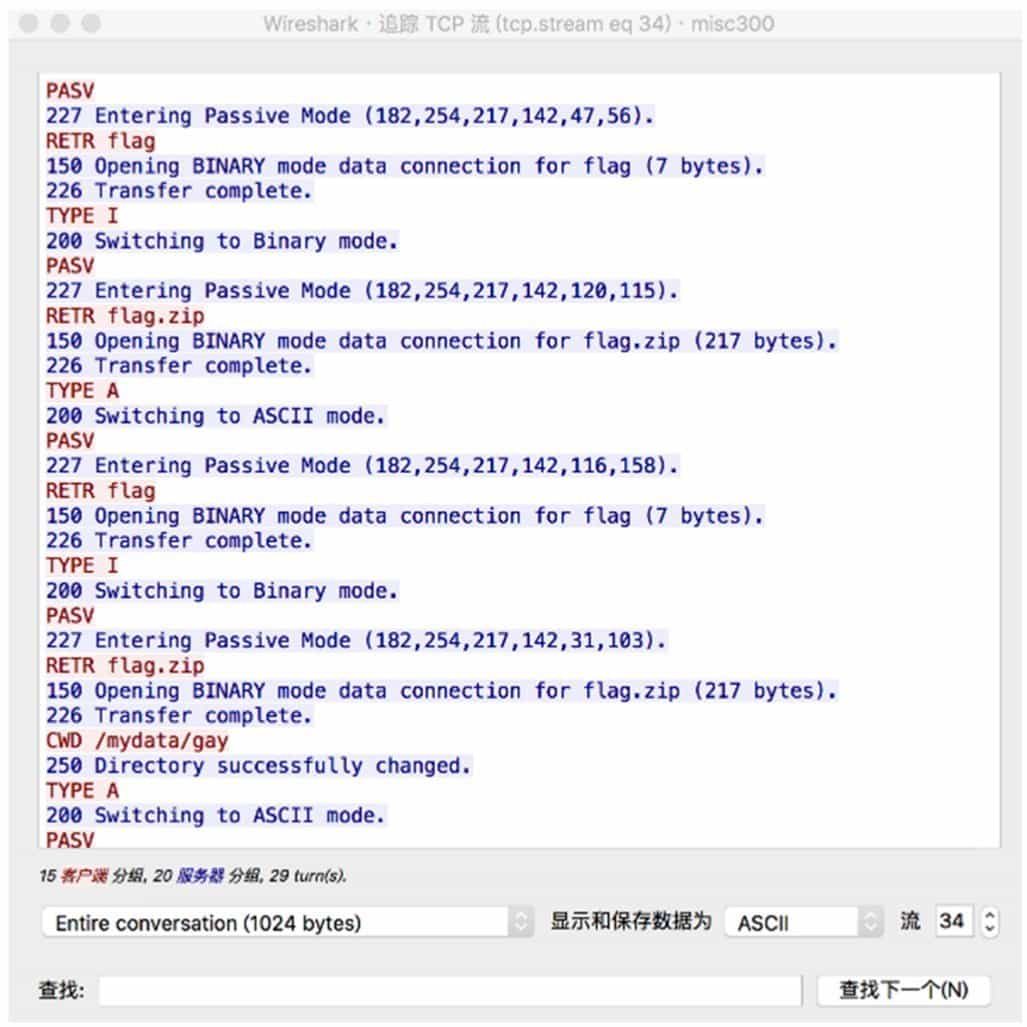 Wireshark · 追踪 TCP 流 (tcp.stream eq 34) · misc300
PASV
227 Entering Passive Mode (182,254,217,142,47,56).
RETR flag
150 Opening BINARY mode data connection for flag (7 bytes).
226 Transfer complete.
TYPE I
200 Switching to Binary mode.
PASV
227 Entering Passive Mode (182,254,217,142,120,115).
RETR flag.zip
150 Opening BINARY mode data connection for flag.zip (217 bytes).
226 Transfer complete.
TYPE A
200 Switching to ASCII mode.
PASV
227 Entering Passive Mode (182,254,217,142,116,158).
RETR flag
150 Opening BINARY mode data connection for flag (7 bytes).
226 Transfer complete.
TYPE I
200 Switching to Binary mode.
PASV
227 Entering Passive Mode (182,254,217,142,31,103).
RETR flag.zip
150 Opening BINARY mode data connection for flag.zip (217 bytes).
226 Transfer complete.
CWD /mydata/gay
250 Directory successfully changed.
TYPE A
200 Switching to ASCII mode.
PASV
15 客户端 分组, 20 服务器 分组, 29 turn(s).
Entire conversation (1024 bytes) 显示和保存数据为 ASCII 流 34
查找: 查找下一个(N)